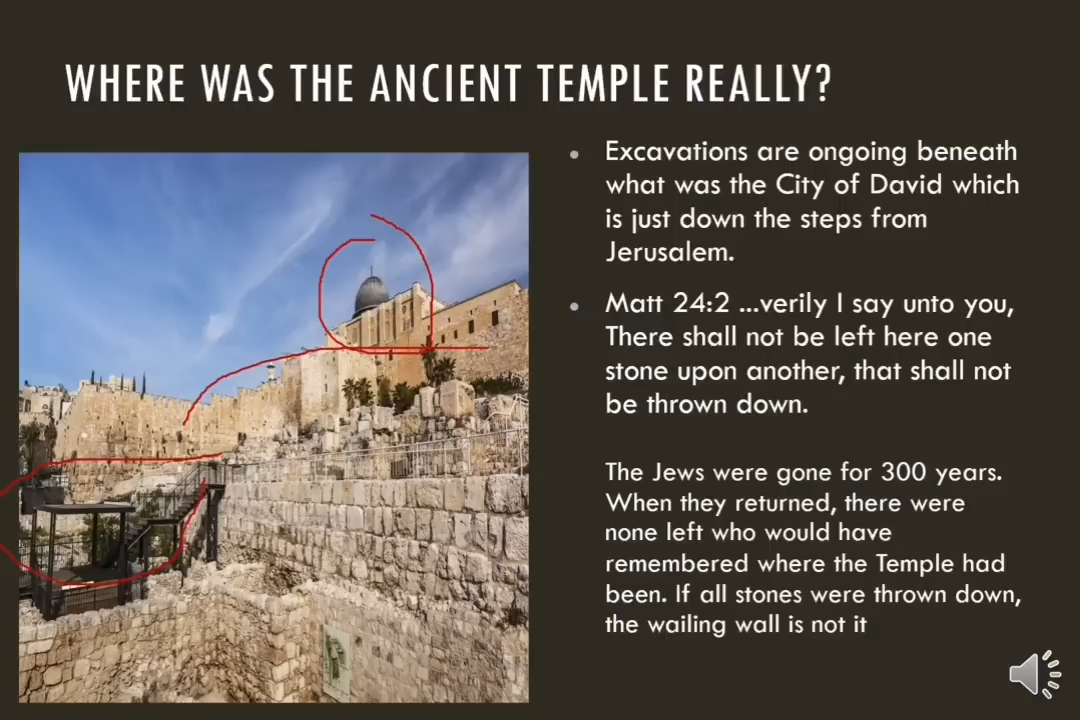 WHERE WAS THE ANCIENT TEMPLE REALLY?
Excavations are ongoing beneath
what was the City of David which
is just down the steps from
Jerusalem.
Matt 24:2 ...verily I say unto you,
There shall not be left here one
stone upon another, that shall not
be thrown down.
The Jews were gone for 300 years.
When they returned, there were
none left who would have
remembered where the Temple had
been. If all stones were thrown down,
the wailing wall is not it